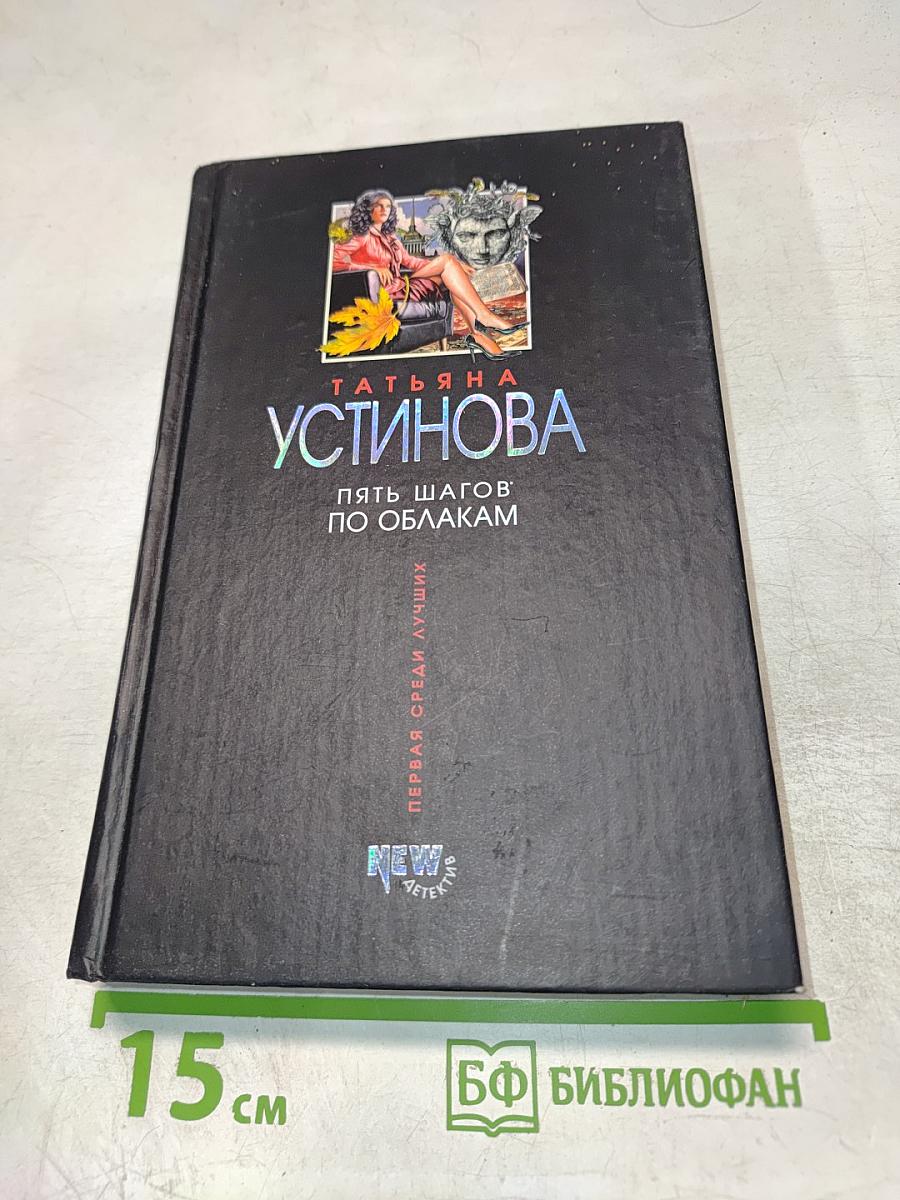 ТАТЬЯНА
УСТИНОВА
ПЯТЬ ШАГОВ
ПО ОБЛАКАМ
ПЕРВАЯ СРЕДИ ЛУЧШИХ
NEW
ДЕТЕКТИВ
15 см
БФ БИБЛИОФАН